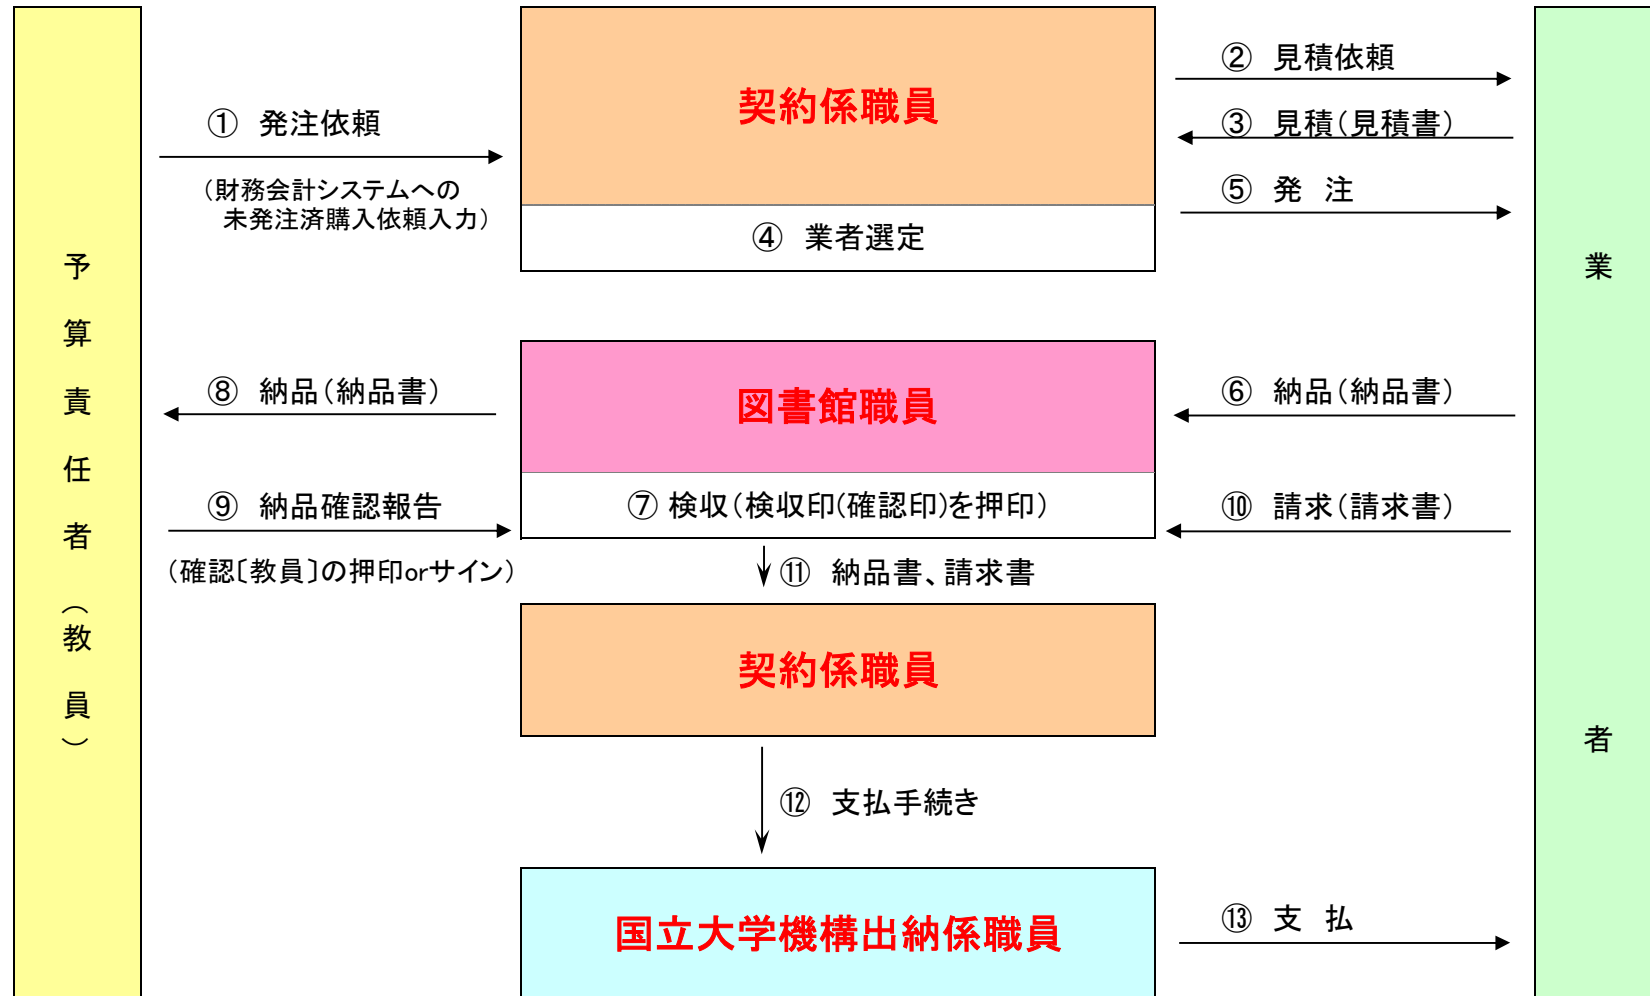 予算責任者(教員)
① 発注依頼
(財務会計システムへの
未発注済購入依頼入力)
契約係職員
④ 業者選定
② 見積依頼
③ 見積(見積書)
⑤ 発 注
業者
図書館職員
⑦ 検収(検収印(確認印)を押印)
⑥ 納品(納品書)
⑧ 納品(納品書)
⑨ 納品確認報告
(確認〔教員〕の押印orサイン)
⑩ 請求(請求書)
⑪ 納品書、請求書
契約係職員
⑫ 支払手続き
国立大学機構出納係職員
⑬ 支 払